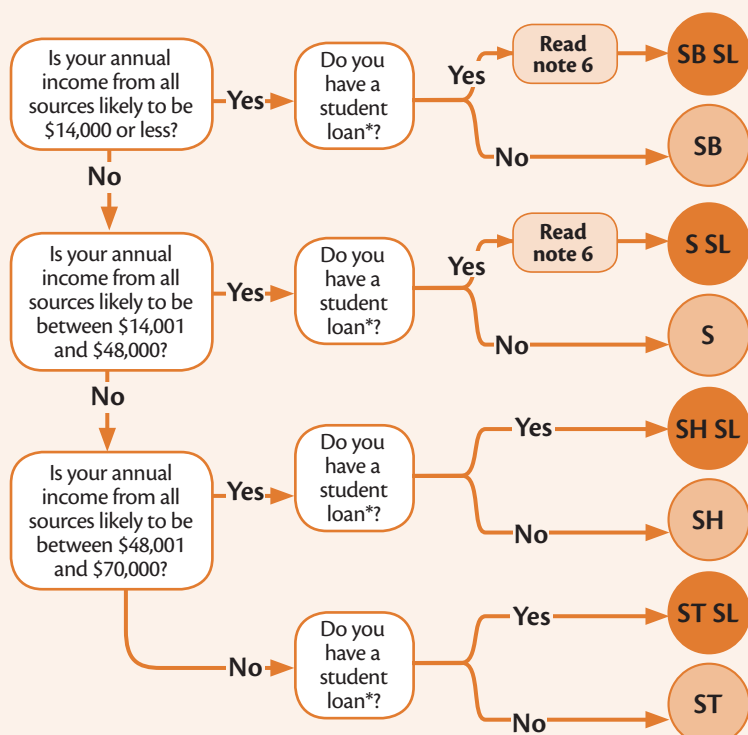 Is your annual
income from all
sources likely to be
$14,000 or less?
Yes
Do you
have a
student
loan*?
Yes
Read
note 6
SB SL
No
SB
No
Is your annual
income from all
sources likely to be
between $14,001
and $48,000?
Yes
Do you
have a
student
loan*?
Yes
Read
note 6
S SL
No
S
No
Is your annual
income from all
sources likely to be
between $48,001
and $70,000?
Yes
Do you
have a
student
loan*?
Yes
SH SL
No
SH
No
Do you
have a
student
loan*?
Yes
ST SL
No
ST